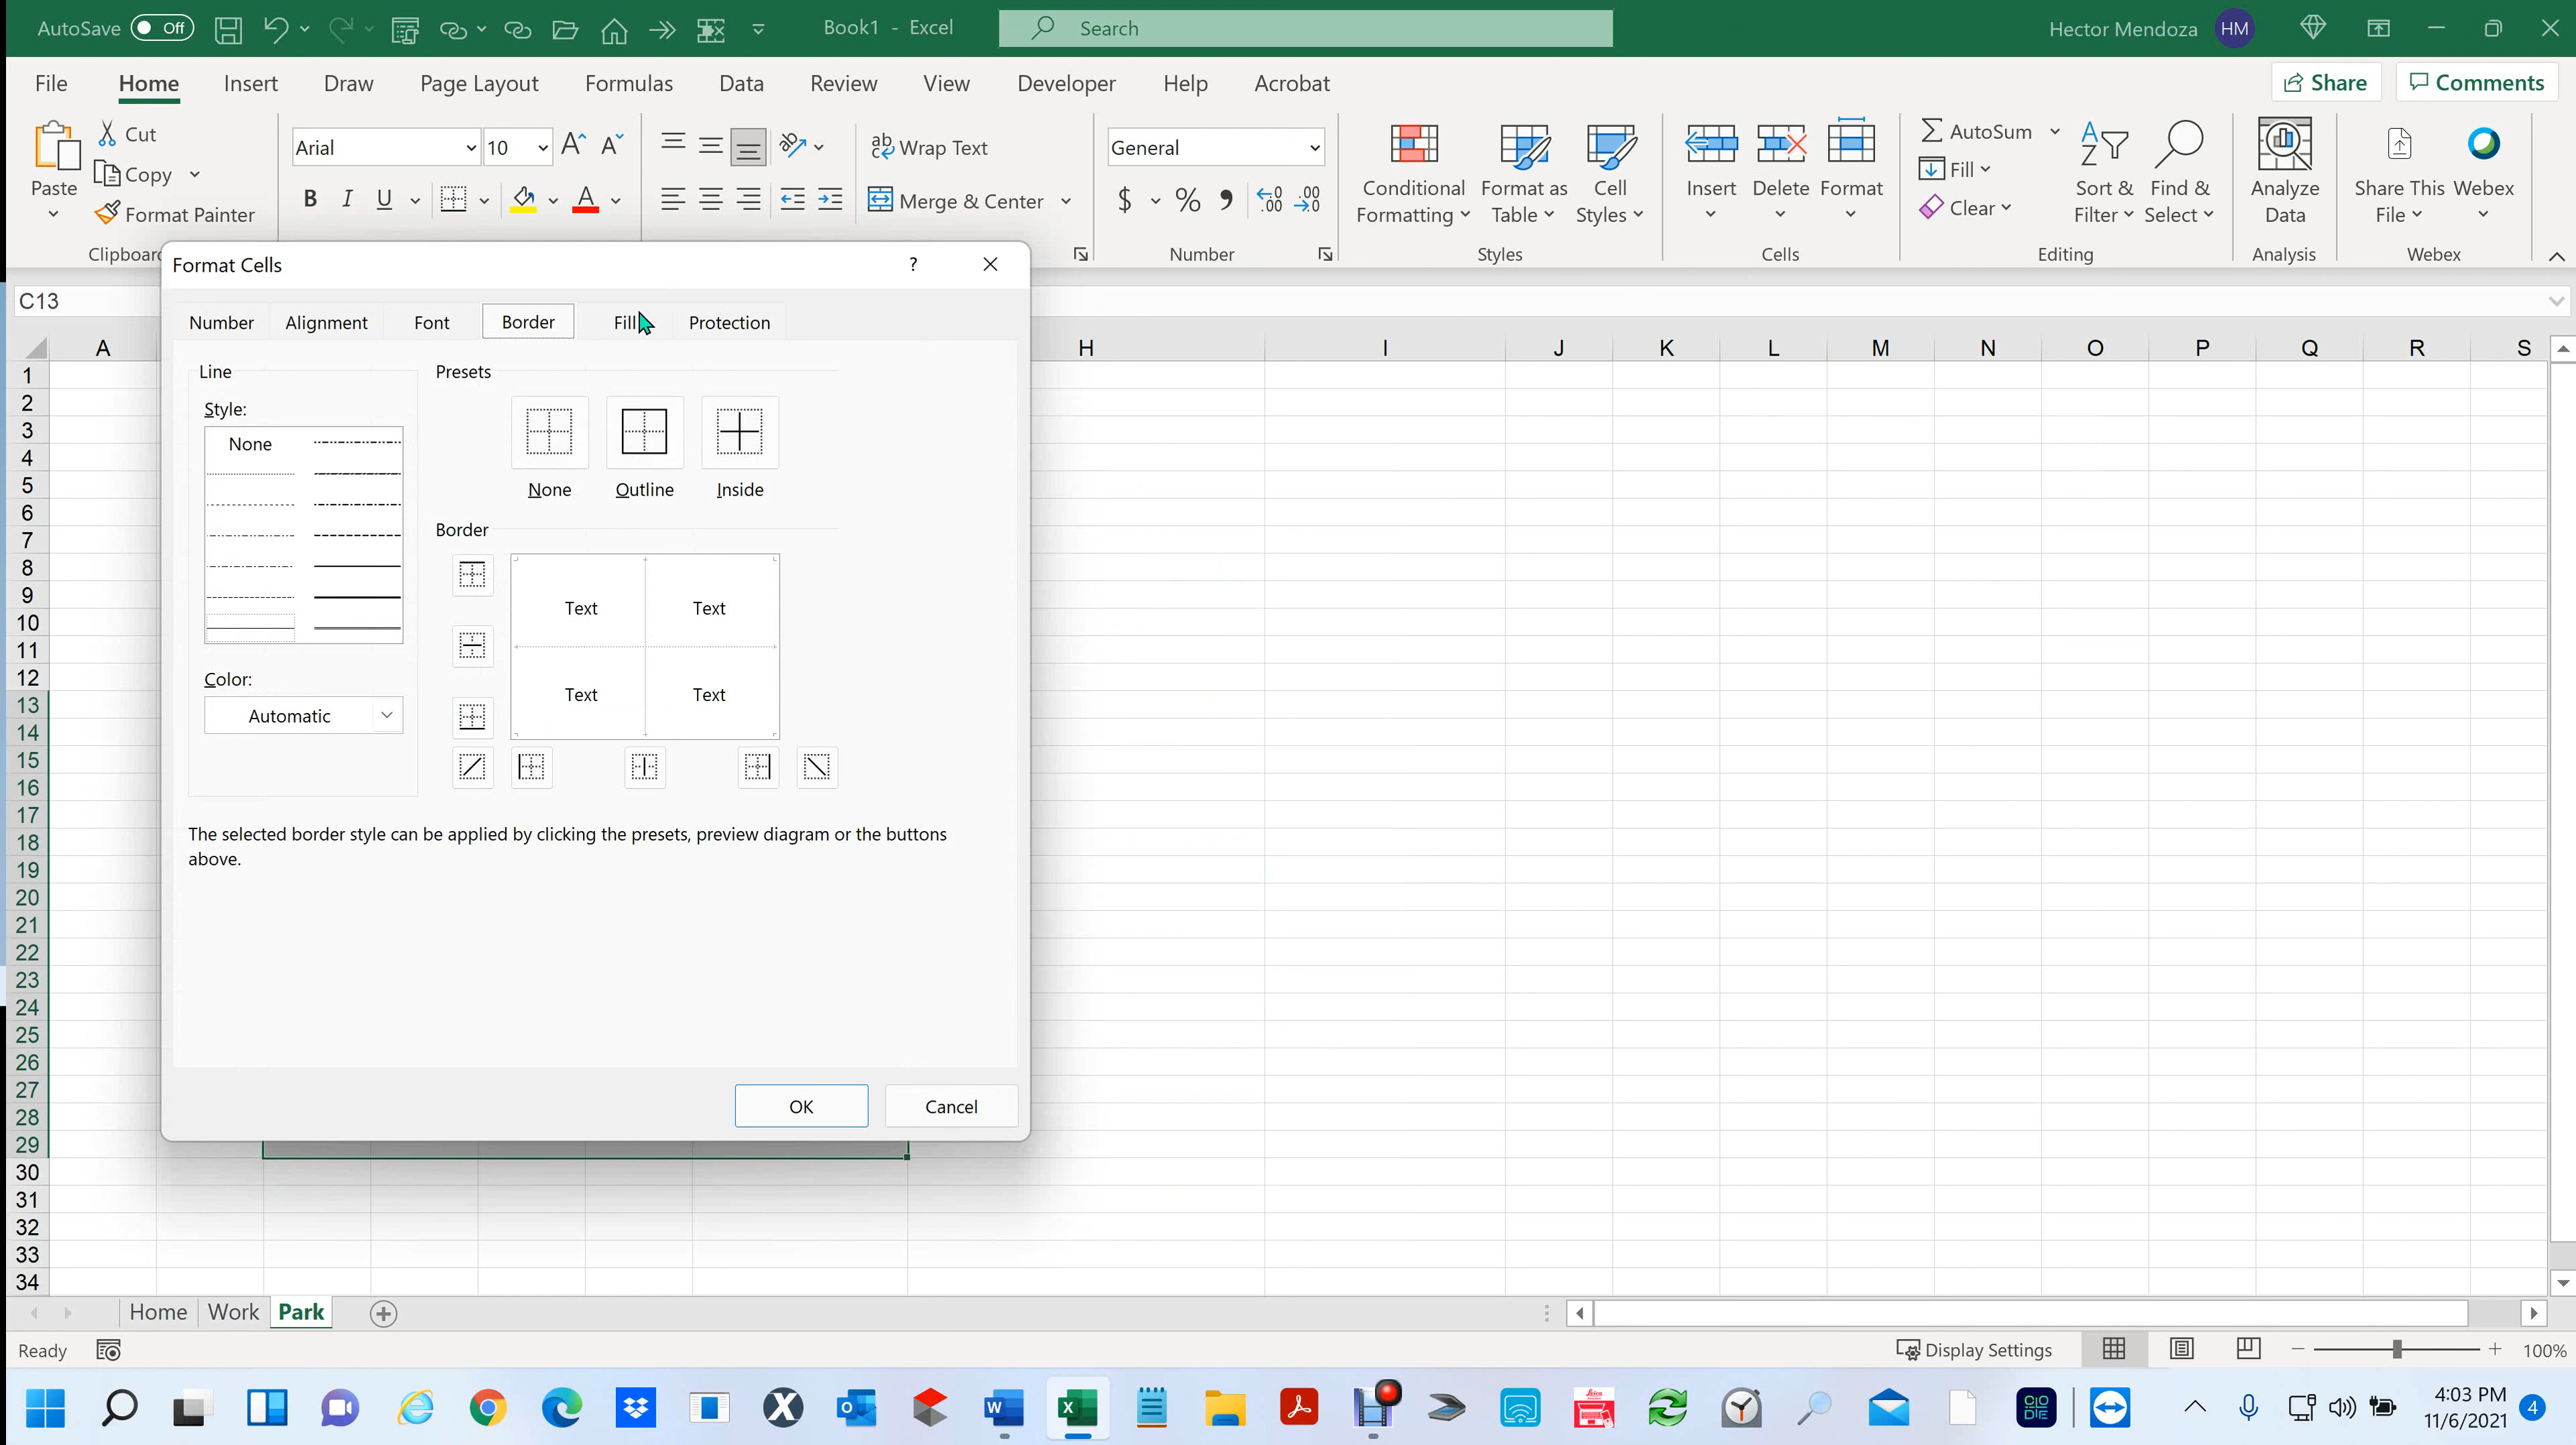 AutoSave Off Book1 - Excel Search Hector Mendoza HM
File Home Insert Draw Page Layout Formulas Data Review View Developer Help Acrobat Share Comments
Paste Cut Copy Format Painter Clipboard
Arial 10 B I U A
Wrap Text Merge & Center
General $ % , Number
Conditional Formatting Format as Table Cell Styles Styles
Insert Delete Format Cells
AutoSum Fill Clear Sort & Filter Find & Select Editing
Analyze Data Analysis
Share This File Webex Webex
C13
Format Cells ?
Number Alignment Font Border Fill Protection
Line Presets
Style:
None
None Outline Inside
Border
Text Text
Text Text
Color:
Automatic
The selected border style can be applied by clicking the presets, preview diagram or the buttons
above.
OK Cancel
A H I J K L M N O P Q R S
1
2
3
4
5
6
7
8
9
10
11
12
13
14
15
16
17
18
19
20
21
22
23
24
25
26
27
28
29
30
31
32
33
34
Home Work Park
Ready Display Settings 100%
4:03 PM
11/6/2021 4